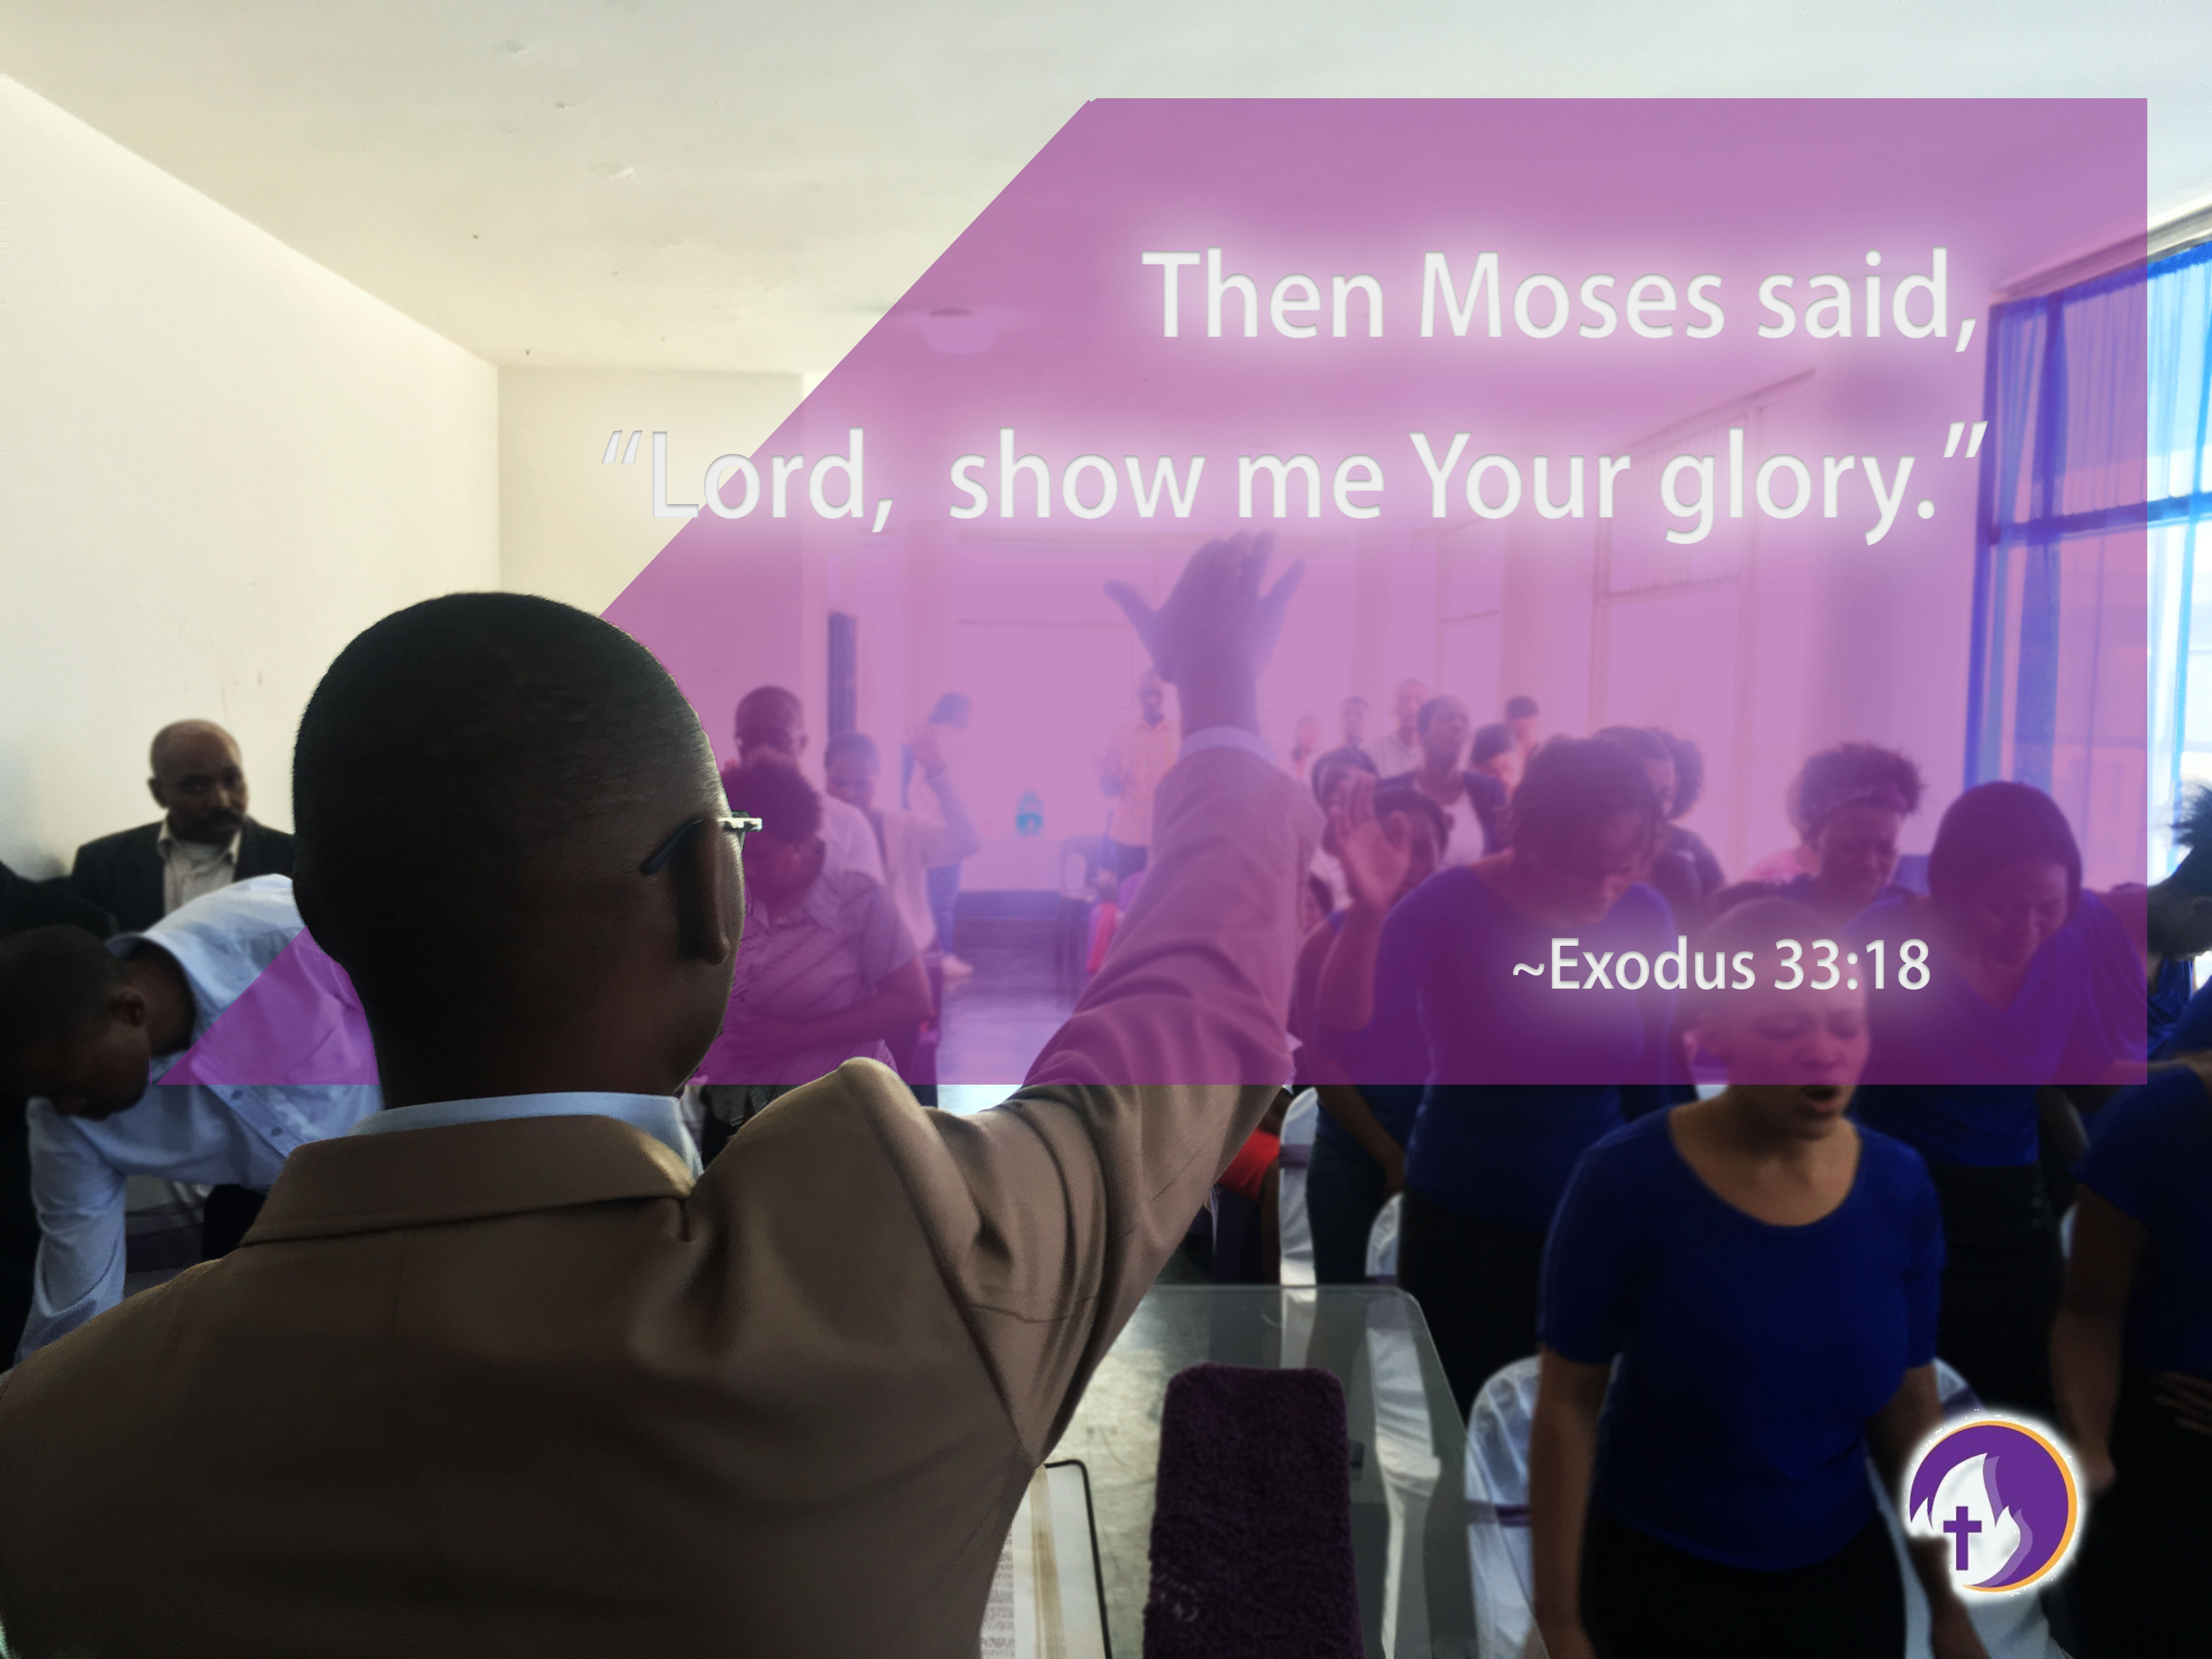 Then Moses said,
“Lord,  show me Your glory.”
~Exodus 33:18